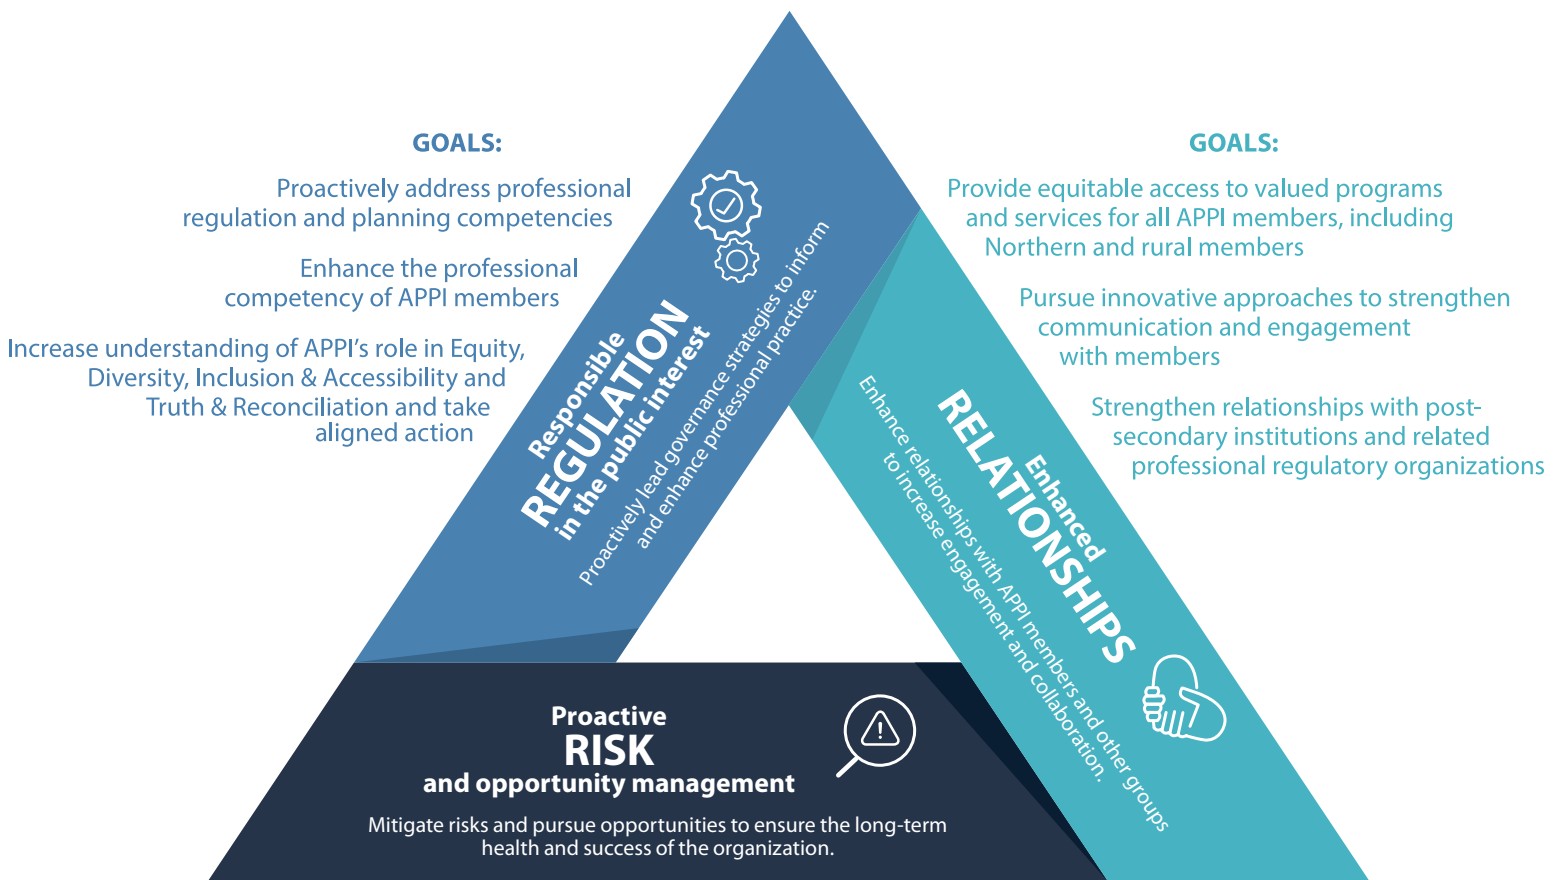 GOALS:
Proactively address professional
regulation and planning competencies
Enhance the professional
competency of APPI members
Increase understanding of APPI's role in Equity,
Diversity, Inclusion & Accessibility and
Truth & Reconciliation and take
aligned action
Responsible
REGULATION
in the public interest
Proactively lead governance strategies to inform
and enhance professional practice.
GOALS:
Provide equitable access to valued programs
and services for all APPI members, including
Northern and rural members
Pursue innovative approaches to strengthen
communication and engagement
with members
Strengthen relationships with post-
secondary institutions and related
professional regulatory organizations
Enhanced
RELATIONSHIPS
Enhance relationships with APPI members and other groups
to increase engagement and collaboration.
Proactive
RISK
and opportunity management
Mitigate risks and pursue opportunities to ensure the long-term
health and success of the organization.